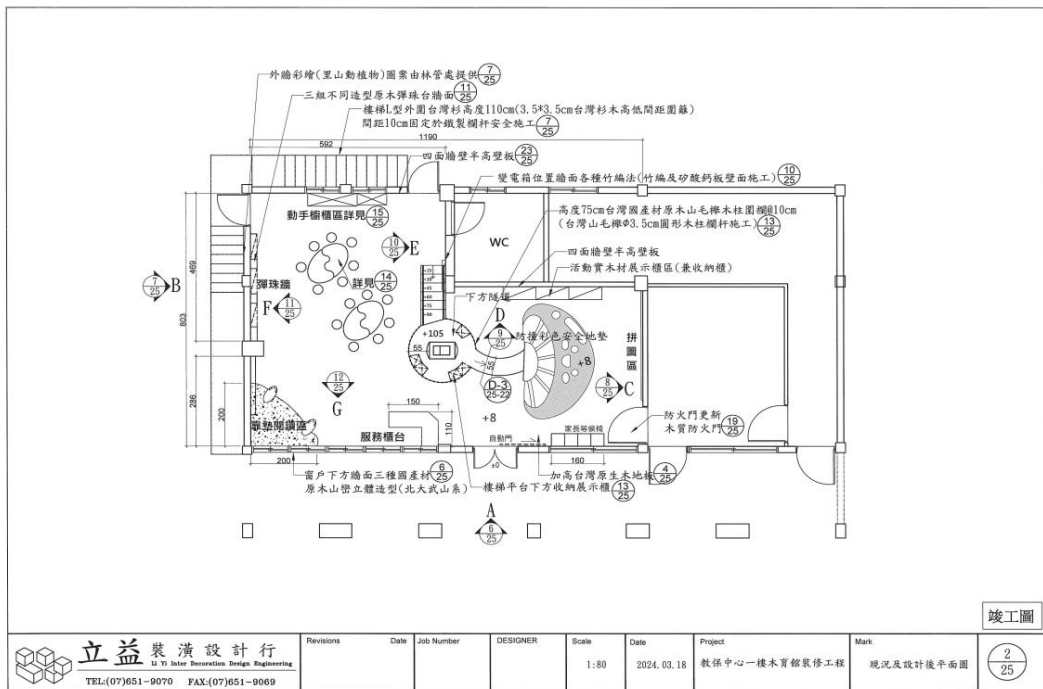 外牆彩繪(里山動植物)圖案由林管處提供 7/25
三組不同造型原木彈珠台牆面 11/25
樓梯L型外圍台灣杉高度110cm(3.5*3.5cm台灣杉木高低間距圍籬)
間距10cm固定於鐵製欄杆安全施工 7/25
1190
592
四面牆壁半高壁板 23/25
變電箱位置牆面各種竹編法(竹編及矽酸鈣板壁面施工) 10/25
動手櫥櫃區詳見 15/25
高度75cm台灣國產材原木山毛櫸木柱圍欄@10cm
(台灣山毛櫸Φ3.5cm圓形木柱欄杆施工) 13/25
10/25 E
WC
四面牆壁半高壁板
活動實木材展示櫃區(兼收納櫃)
469
803
286
200
7/25 B
彈珠牆
詳見 14/25
F 11/25
下方隧道
+105
55
D
9/25
防撞彩色安全地墊
55
D-3
25-22
+8
拼圖區
8/25 C
12/25
G
150
110
+8
靠墊閱讀區
服務櫃台
自動門
家長等候椅
防火門更新
木質防火門 19/25
200
±0
160
窗戶下方牆面三種國產材 6/25
原木山巒立體造型(北大武山系)
加高台灣原生木地板 4/25
樓梯平台下方收納展示櫃 13/25
A
6/25
竣工圖
立益裝潢設計行
Li Yi Inter Decoration Design Engineering
TEL:(07)651-9070 FAX:(07)651-9069
Revisions Date
Job Number
DESIGNER
Scale
1:80
Date
2024.03.18
Project
教保中心一樓木育館裝修工程
Mark
現況及設計後平面圖
2/25